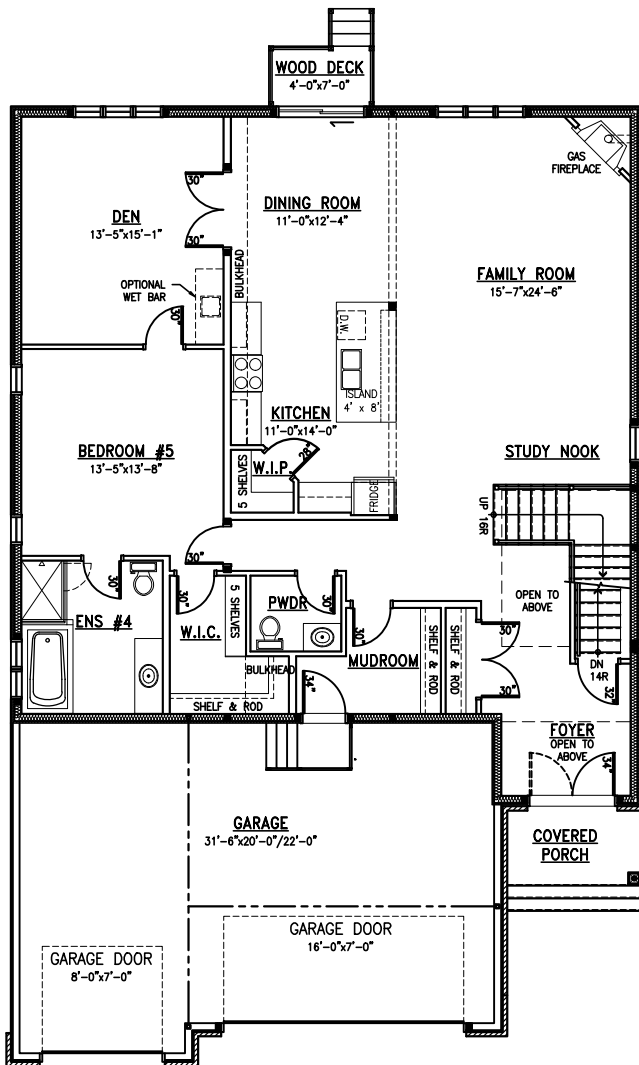 WOOD DECK
4'-0"x7'-0"
GAS
FIREPLACE
30"
30"
DEN
13'-5"x15'-1"
DINING ROOM
11'-0"x12'-4"
FAMILY ROOM
15'-7"x24'-6"
BULKHEAD
OPTIONAL
WET BAR
30"
D.W.
ISLAND
4' x 8'
KITCHEN
11'-0"x14'-0"
BEDROOM #5
13'-5"x13'-8"
28"
W.I.P.
5 SHELVES
FRIDGE
STUDY NOOK
UP 16R
30"
OPEN TO
ABOVE
30"
ENS #4
30"
W.I.C.
5 SHELVES
PWDR
30"
BULKHEAD
SHELF & ROD
30"
MUDROOM
34"
SHELF & ROD
SHELF & ROD
30"
30"
DN
14R
32"
FOYER
OPEN TO
ABOVE
34"
GARAGE
31'-6"x20'-0"/22'-0"
COVERED
PORCH
GARAGE DOOR
16'-0"x7'-0"
GARAGE DOOR
8'-0"x7'-0"